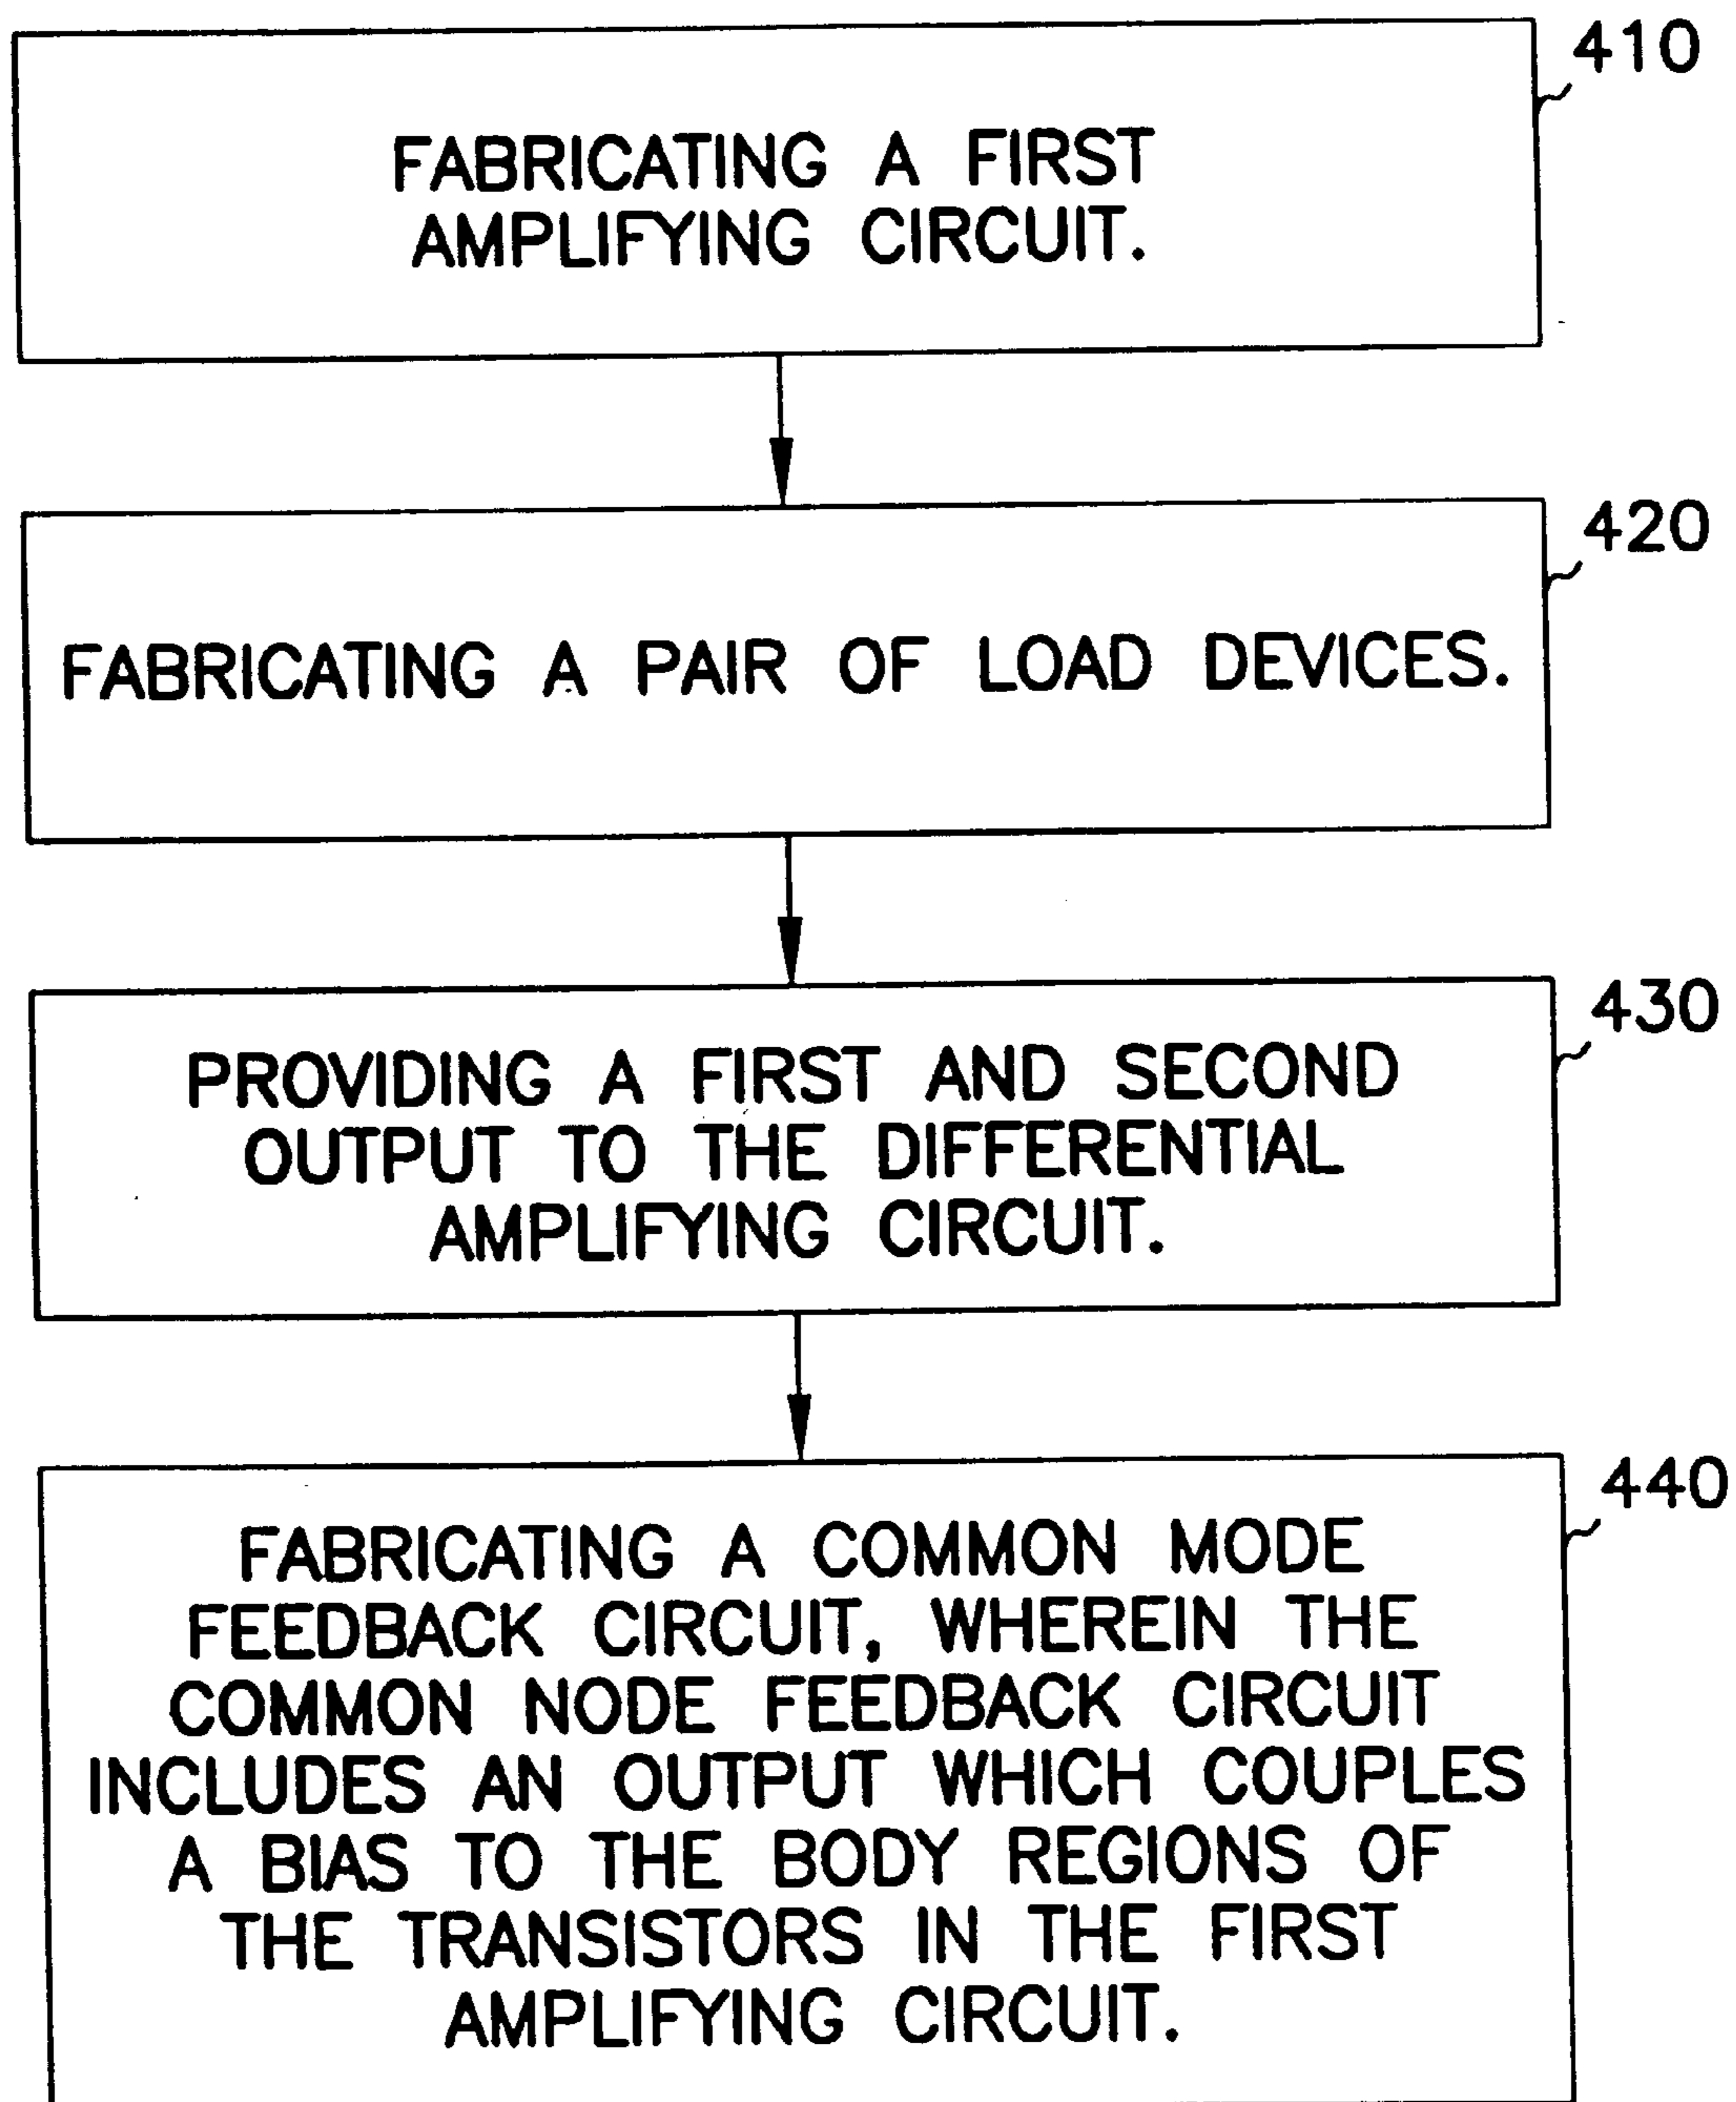 410
FABRICATING A FIRST
AMPLIFYING CIRCUIT.
420
FABRICATING A PAIR OF LOAD DEVICES.
430
PROVIDING A FIRST AND SECOND
OUTPUT TO THE DIFFERENTIAL
AMPLIFYING CIRCUIT.
440
FABRICATING A COMMON MODE
FEEDBACK CIRCUIT, WHEREIN THE
COMMON NODE FEEDBACK CIRCUIT
INCLUDES AN OUTPUT WHICH COUPLES
A BIAS TO THE BODY REGIONS OF
THE TRANSISTORS IN THE FIRST
AMPLIFYING CIRCUIT.